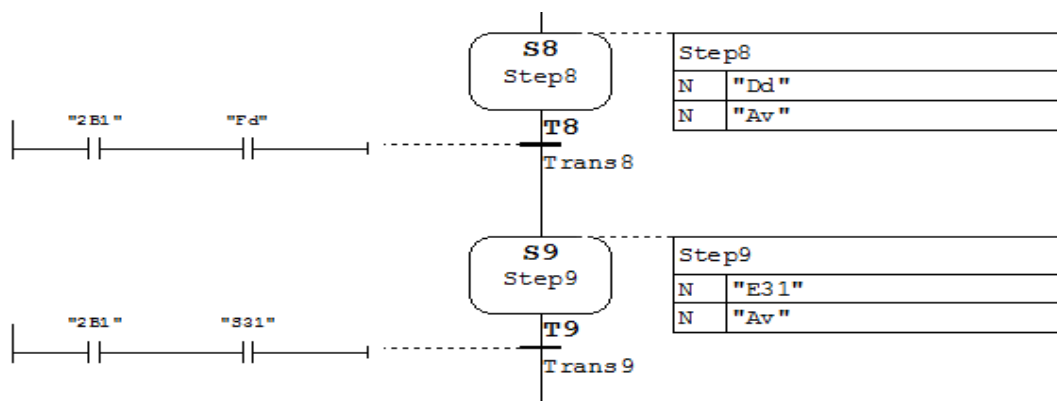 S8
Step8
Step8
N "Dd"
N "Av"
"2B1" "Fd"
T8
Trans8
S9
Step9
Step9
N "E31"
N "Av"
"2B1" "S31"
T9
Trans9